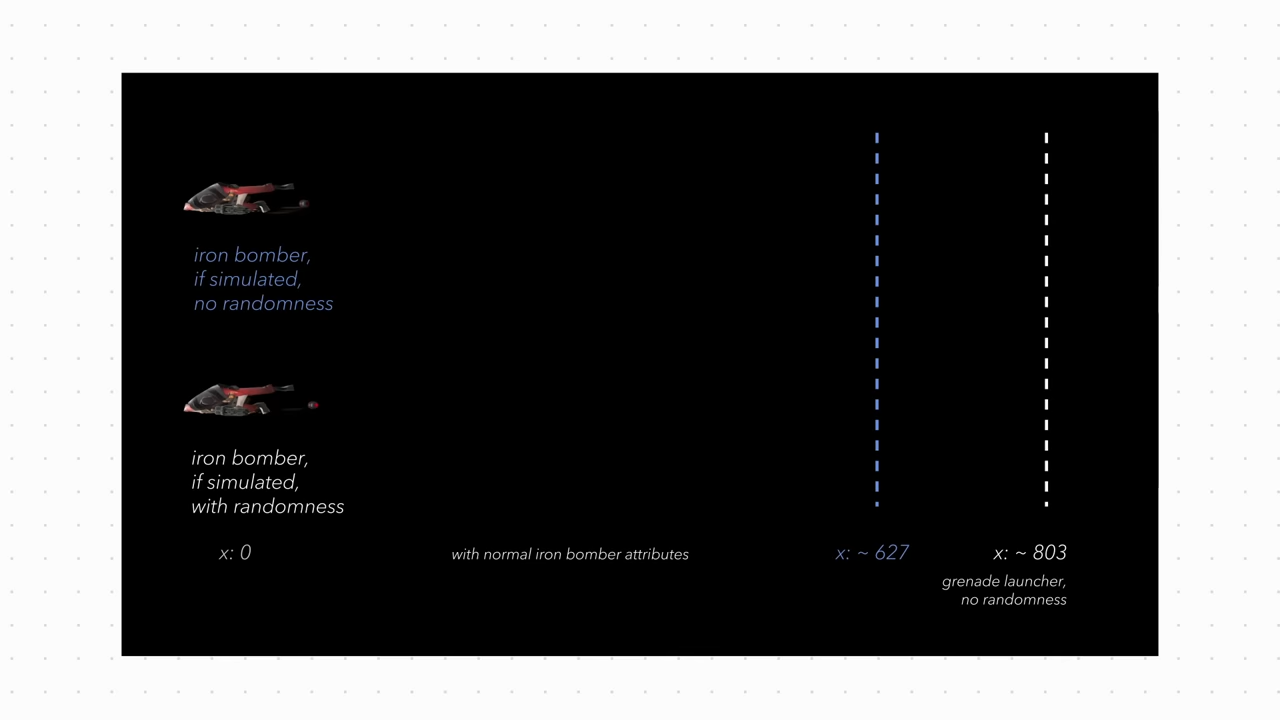 iron bomber,
if simulated,
no randomness
iron bomber,
if simulated,
with randomness
x: 0
with normal iron bomber attributes
x: ~ 627
x: ~ 803
grenade launcher,
no randomness